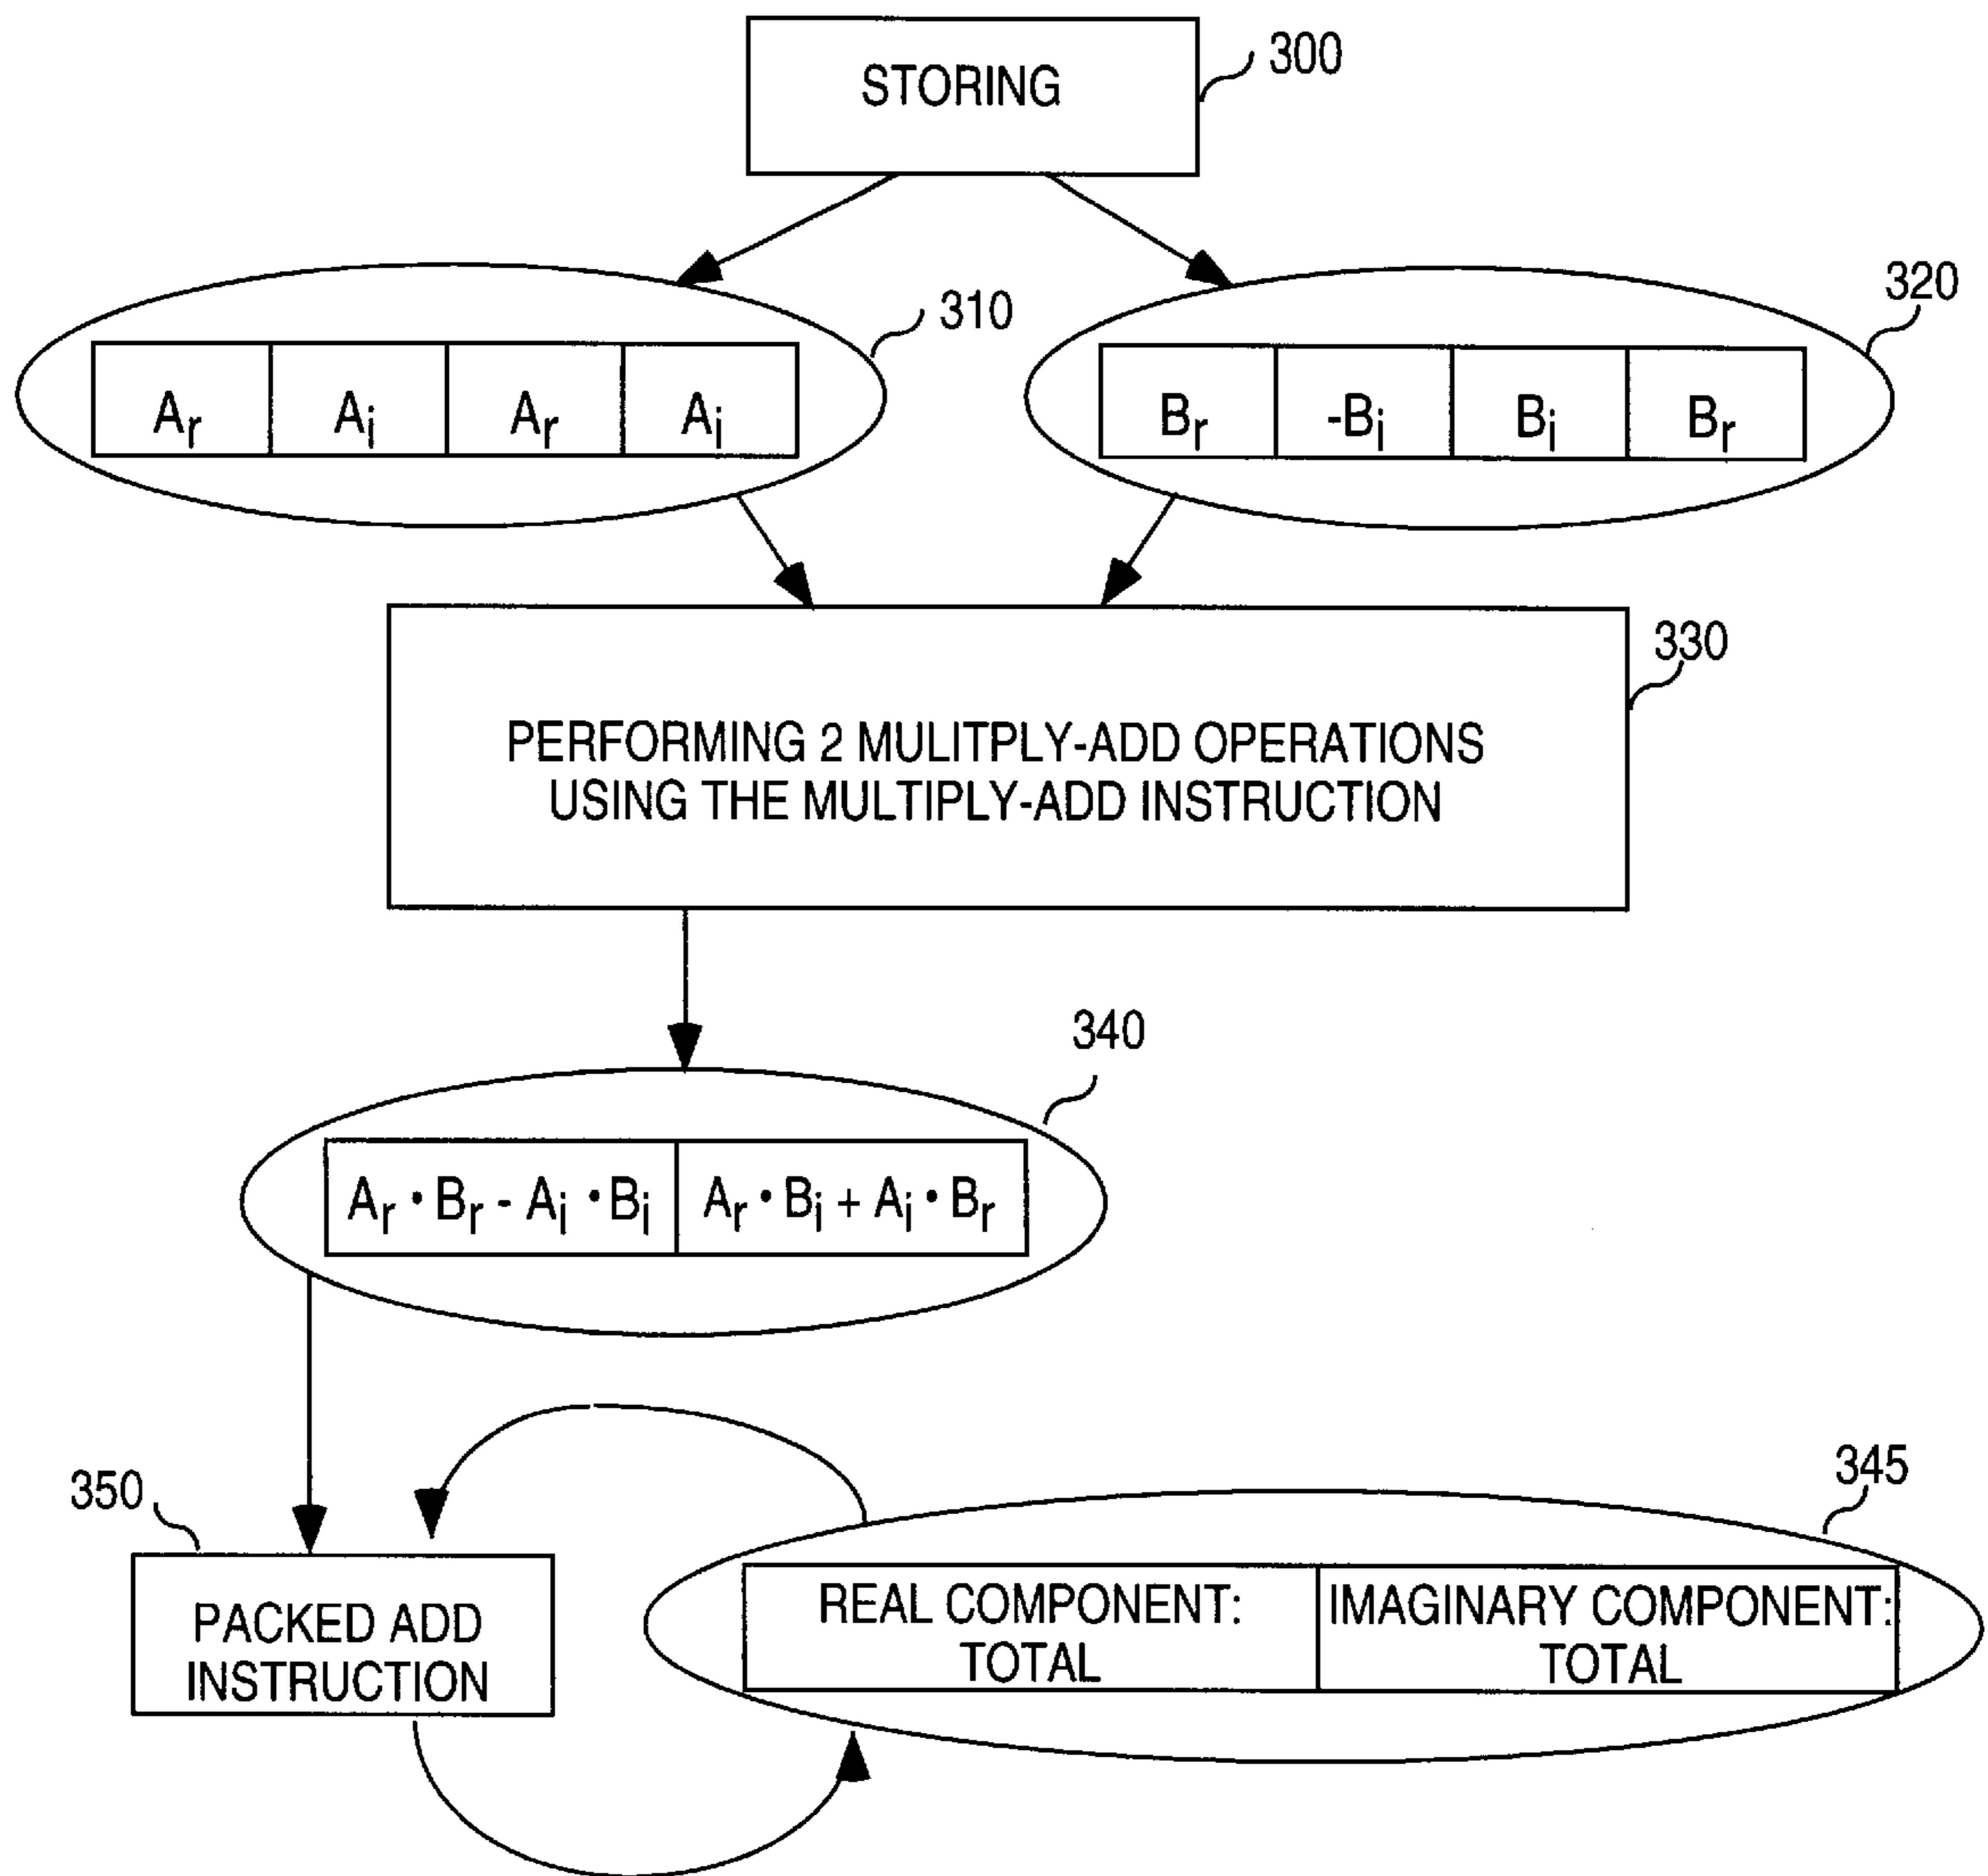 STORING
300
310
320
Ar Ai Ar Ai
Br -Bi Bi Br
330
PERFORMING 2 MULITPLY-ADD OPERATIONS
USING THE MULTIPLY-ADD INSTRUCTION
340
Ar • Br - Ai • Bi
Ar • Bi + Ai • Br
350
345
PACKED ADD
INSTRUCTION
REAL COMPONENT:
TOTAL
IMAGINARY COMPONENT:
TOTAL